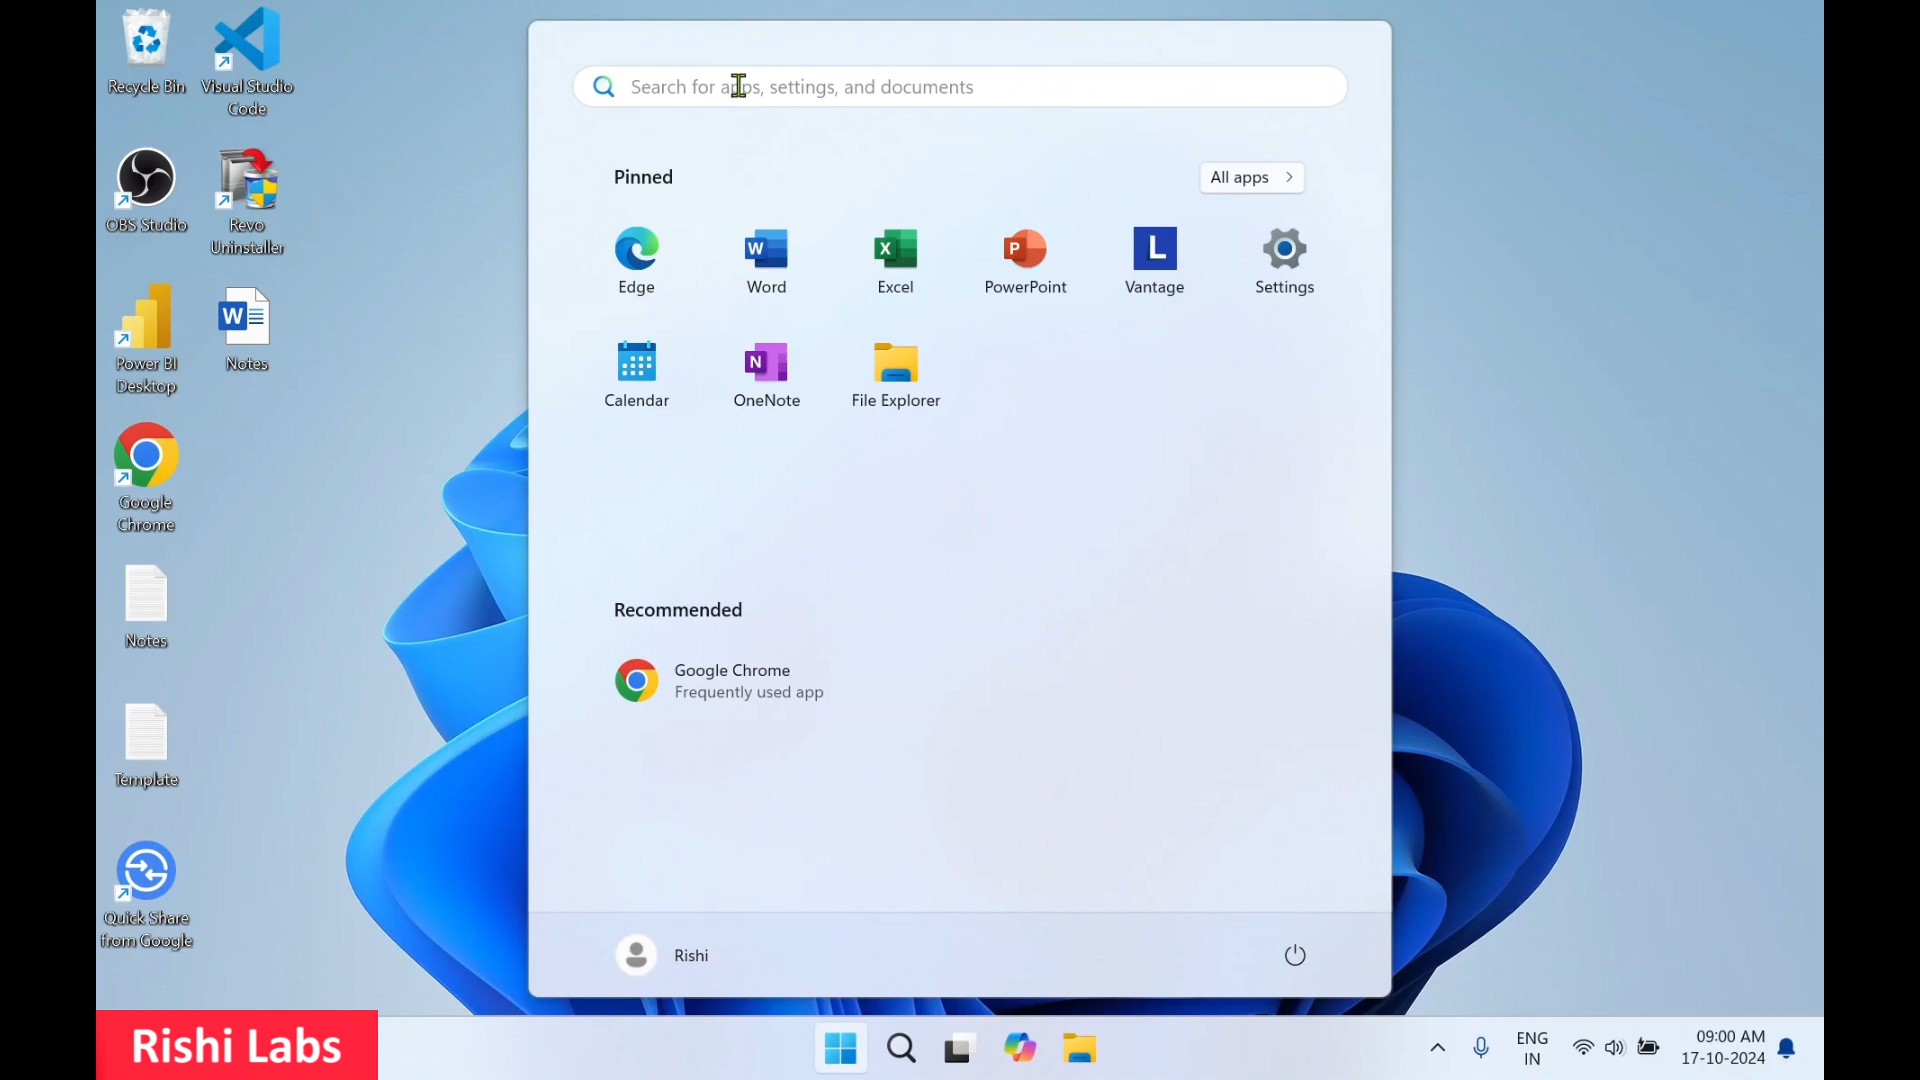 Recycle Bin
Visual Studio
Code
OBS Studio
Revo
Uninstaller
Power BI
Desktop
Notes
Google
Chrome
Notes
Template
Quick Share
from Google
Search for apps, settings, and documents
Pinned
All apps
Edge
Word
Excel
PowerPoint
Vantage
Settings
Calendar
OneNote
File Explorer
Recommended
Google Chrome
Frequently used app
Rishi
Rishi Labs
ENG
IN
09:00 AM
17-10-2024